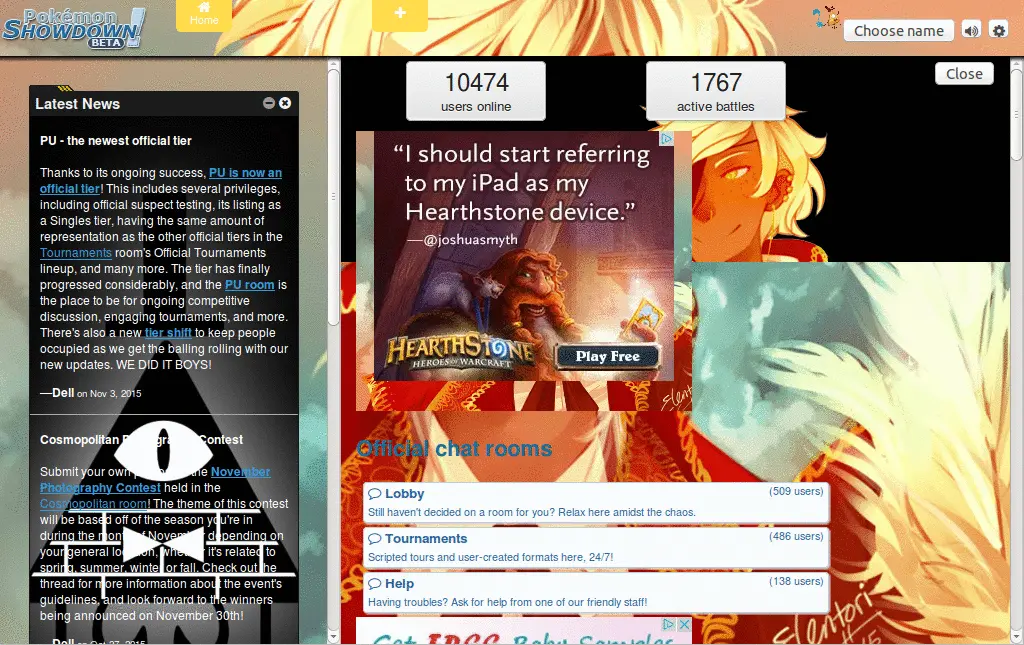 Pokémon
SHOWDOWN!
BETA
Home
Choose name
Latest News
PU - the newest official tier
Thanks to its ongoing success, PU is now an
official tier! This includes several privileges,
including official suspect testing, its listing as
a Singles tier, having the same amount of
representation as the other official tiers in the
Tournaments room's Official Tournaments
lineup, and many more. The tier has finally
progressed considerably, and the PU room is
the place to be for ongoing competitive
discussion, engaging tournaments, and more.
There's also a new tier shift to keep people
occupied as we get the balling rolling with our
new updates. WE DID IT BOYS!
—Dell on Nov 3, 2015
Cosmopolitan Contest
Submit your own the November
Photography Contest held in the
Cosmopolitan room! The theme of this contest
will be based off of the season you're in
during the month of November depending on
your general location, whether it's related to
spring, summer, winter or fall. Check out the
thread for more information about the event's
guidelines, and look forward to the winners
being announced on November 30th!
—Dell on Oct 27, 2015
10474
users online
1767
active battles
Close
“I should start referring
to my iPad as my
Hearthstone device.”
—@joshuasmyth
HEARTHSTONE
HEROES OF WARCRAFT
Play Free
Official chat rooms
Lobby (509 users)
Still haven't decided on a room for you? Relax here amidst the chaos.
Tournaments (486 users)
Scripted tours and user-created formats here, 24/7!
Help (138 users)
Having troubles? Ask for help from one of our friendly staff!
Get FREE Baby Samples
Elentori